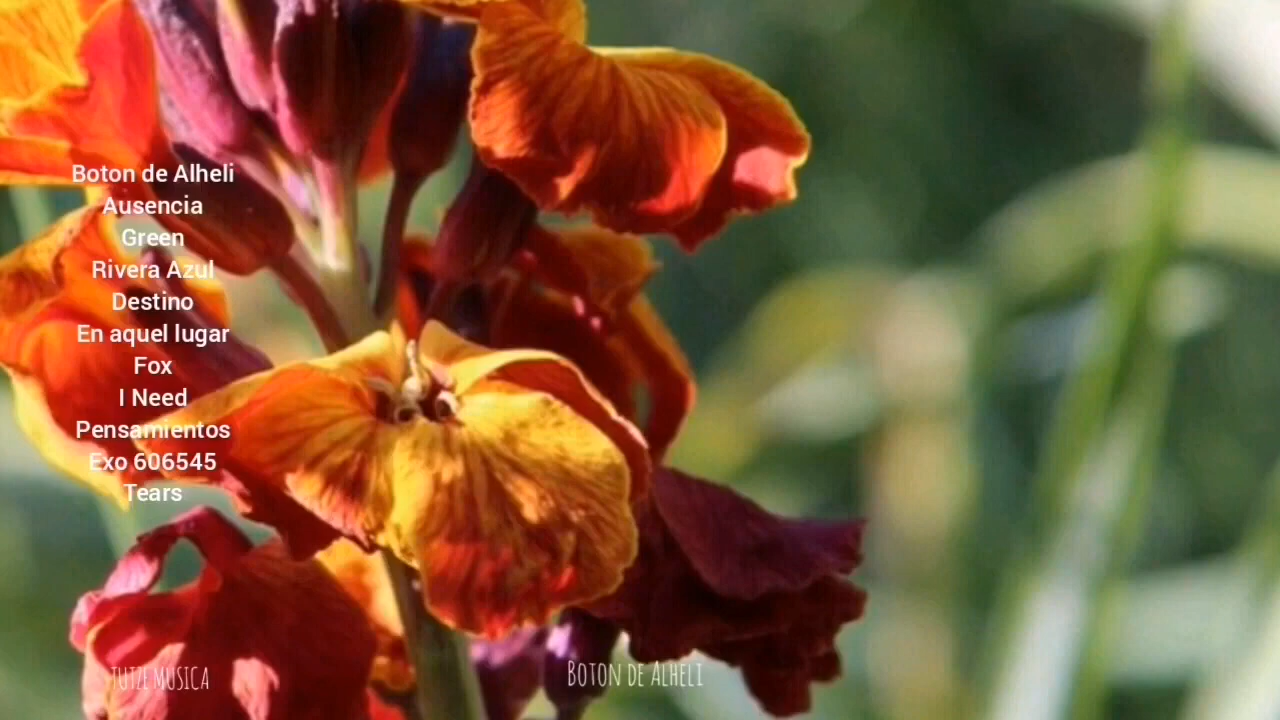 Boton de Alheli
Ausencia
Green
Rivera Azul
Destino
En aquel lugar
Fox
I Need
Pensamientos
Exo 606545
Tears
TUTZE MUSICA
BOTON DE ALHELI